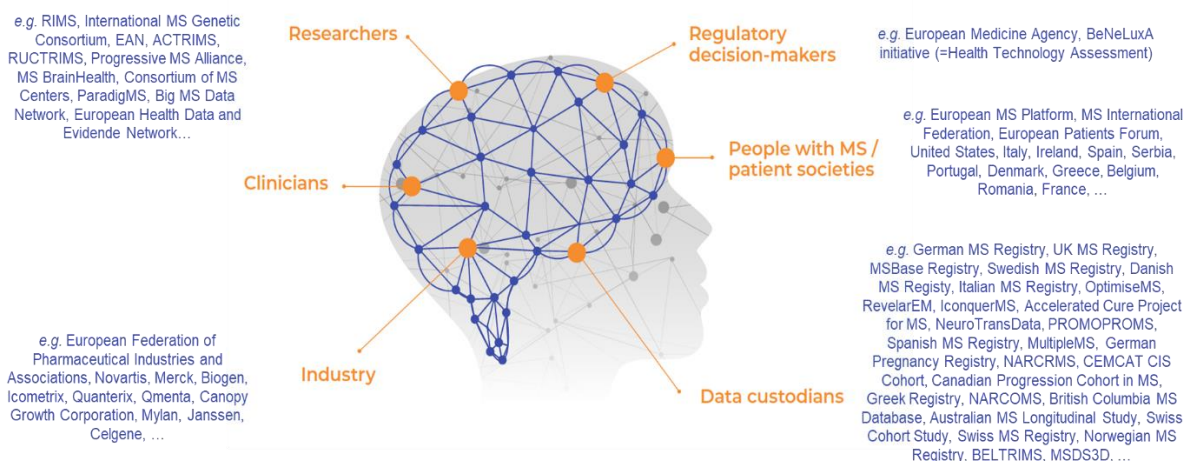 e.g. RIMS, International MS Genetic
Consortium, EAN, ACTRIMS,
RUCTRIMS, Progressive MS Alliance,
MS BrainHealth, Consortium of MS
Centers, ParadigMS, Big MS Data
Network, European Health Data and
Evidende Network…
Researchers
Clinicians
e.g. European Federation of
Pharmaceutical Industries and
Associations, Novartis, Merck, Biogen,
Icometrix, Quanterix, Qmenta, Canopy
Growth Corporation, Mylan, Janssen,
Celgene, …
Industry
Regulatory
decision-makers
e.g. European Medicine Agency, BeNeLuxA
initiative (=Health Technology Assessment)
People with MS /
patient societies
e.g. European MS Platform, MS International
Federation, European Patients Forum,
United States, Italy, Ireland, Spain, Serbia,
Portugal, Denmark, Greece, Belgium,
Romania, France, …
Data custodians
e.g. German MS Registry, UK MS Registry,
MSBase Registry, Swedish MS Registry, Danish
MS Registy, Italian MS Registry, OptimiseMS,
RevelarEM, IconquerMS, Accelerated Cure Project
for MS, NeuroTransData, PROMOPROMS,
Spanish MS Registry, MultipleMS, German
Pregnancy Registry, NARCRMS, CEMCAT CIS
Cohort, Canadian Progression Cohort in MS,
Greek Registry, NARCOMS, British Columbia MS
Database, Australian MS Longitudinal Study, Swiss
Cohort Study, Swiss MS Registry, Norwegian MS
Registry, BELTRIMS, MSDS3D, …